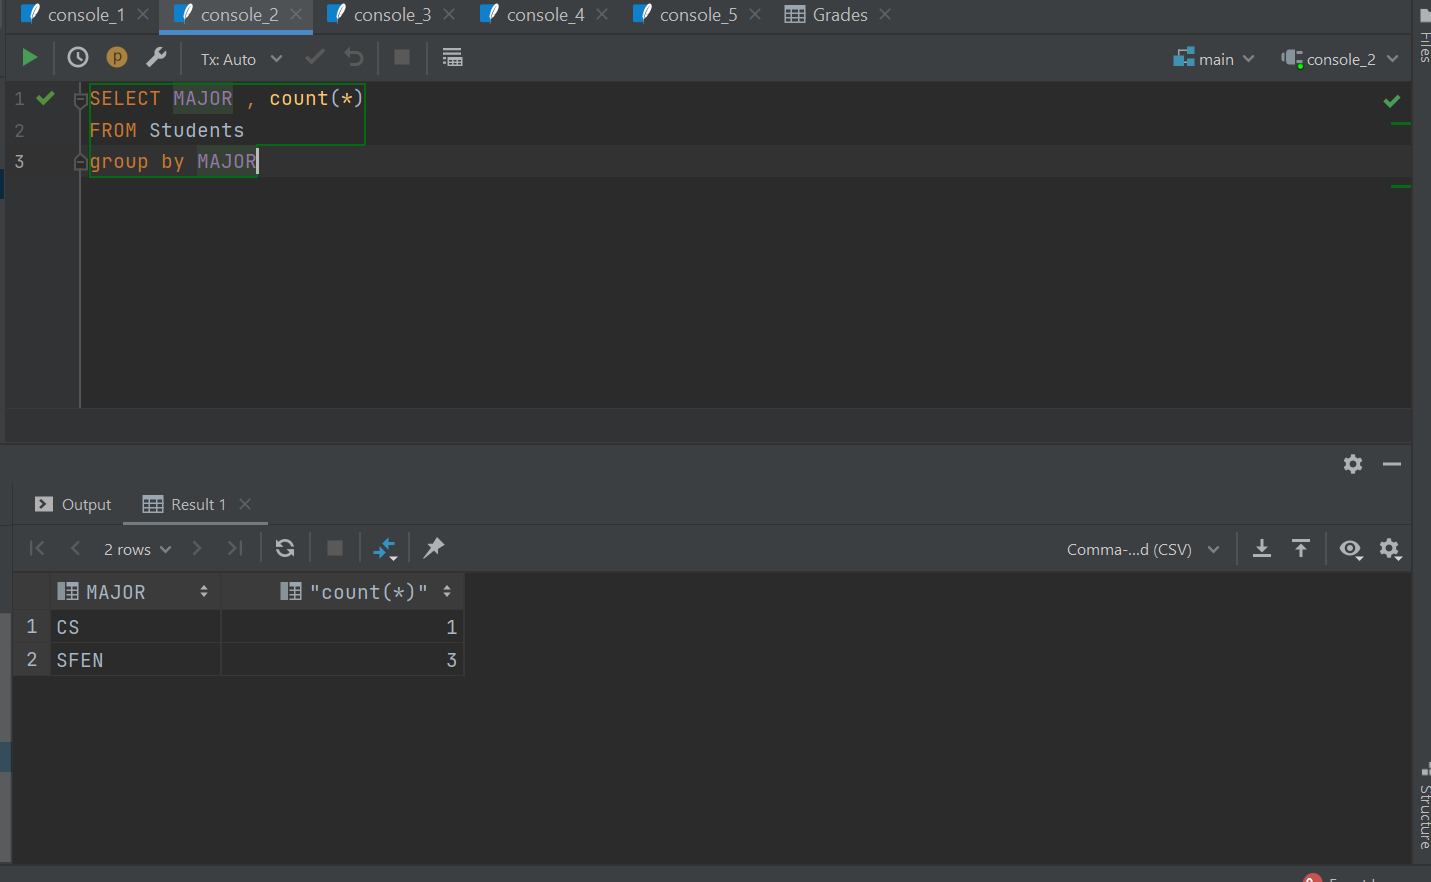 console_1 console_2 console_3 console_4 console_5 Grades
Tx: Auto main console_2
1 SELECT MAJOR , count(*)
2 FROM Students
3 group by MAJOR
Files
Output Result 1
2 rows Comma-...d (CSV)
MAJOR "count(*)"
1 CS 1
2 SFEN 3
Structure